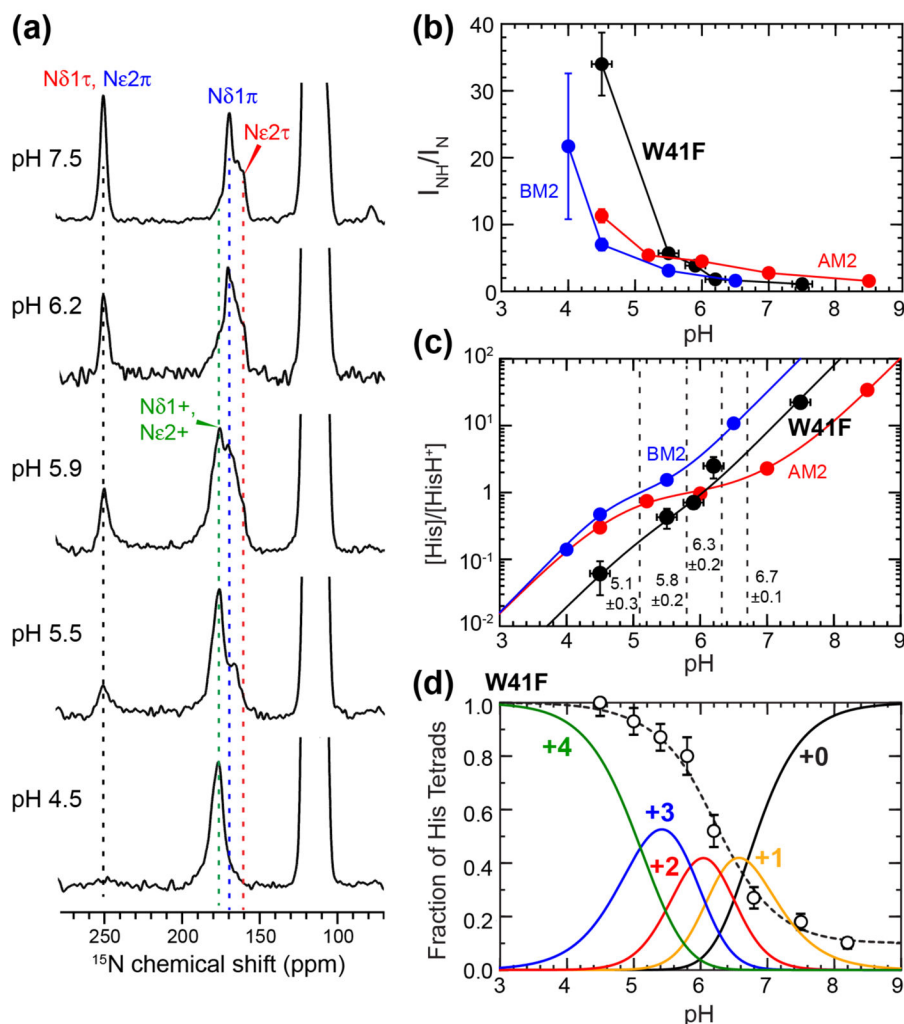 (a)
Nδ1τ, Nε2π
Nδ1π
Nε2τ
pH 7.5
pH 6.2
Nδ1+,
Nε2+
pH 5.9
pH 5.5
pH 4.5
250 200 150 100
¹⁵N chemical shift (ppm)
(b)
40
30
20
10
0
I_NH/I_N
W41F
BM2
AM2
3 4 5 6 7 8 9
pH
(c)
10²
10¹
1
10⁻¹
10⁻²
[His]/[HisH⁺]
BM2
W41F
AM2
6.3
±0.2
5.1
±0.3
5.8
±0.2
6.7
±0.1
3 4 5 6 7 8 9
pH
(d) W41F
1.0
0.8
0.6
0.4
0.2
0.0
Fraction of His Tetrads
+4
+0
+3
+2
+1
3 4 5 6 7 8 9
pH